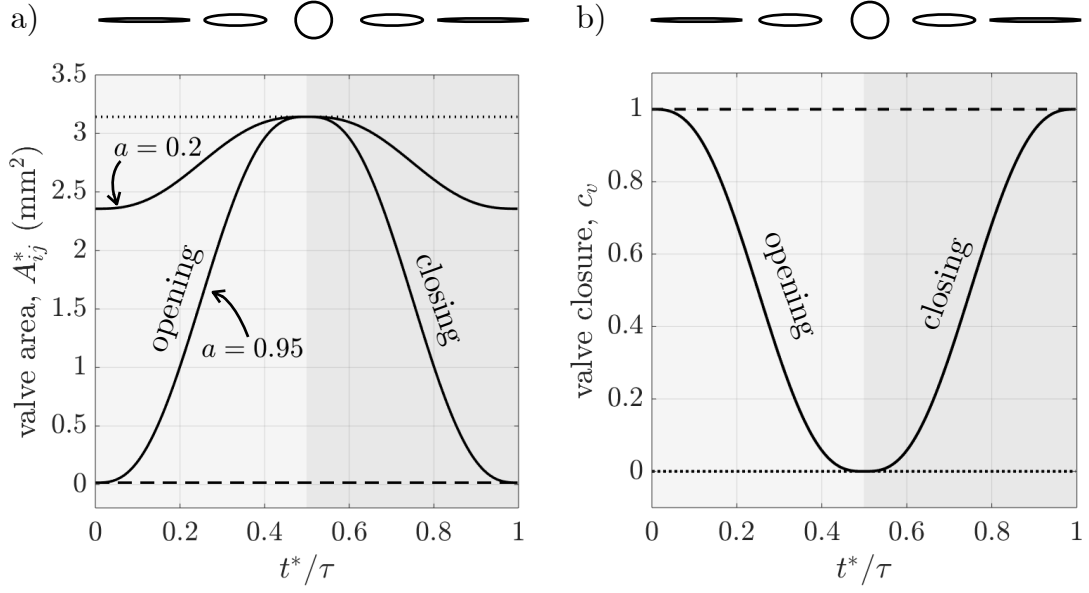 a)
3.5
3
2.5
2
1.5
1
0.5
0
valve area, A*ij (mm²)
a = 0.2
opening
a = 0.95
closing
0 0.2 0.4 0.6 0.8 1
t*/τ
b)
1
0.8
0.6
0.4
0.2
0
valve closure, cv
opening
closing
0 0.2 0.4 0.6 0.8 1
t*/τ